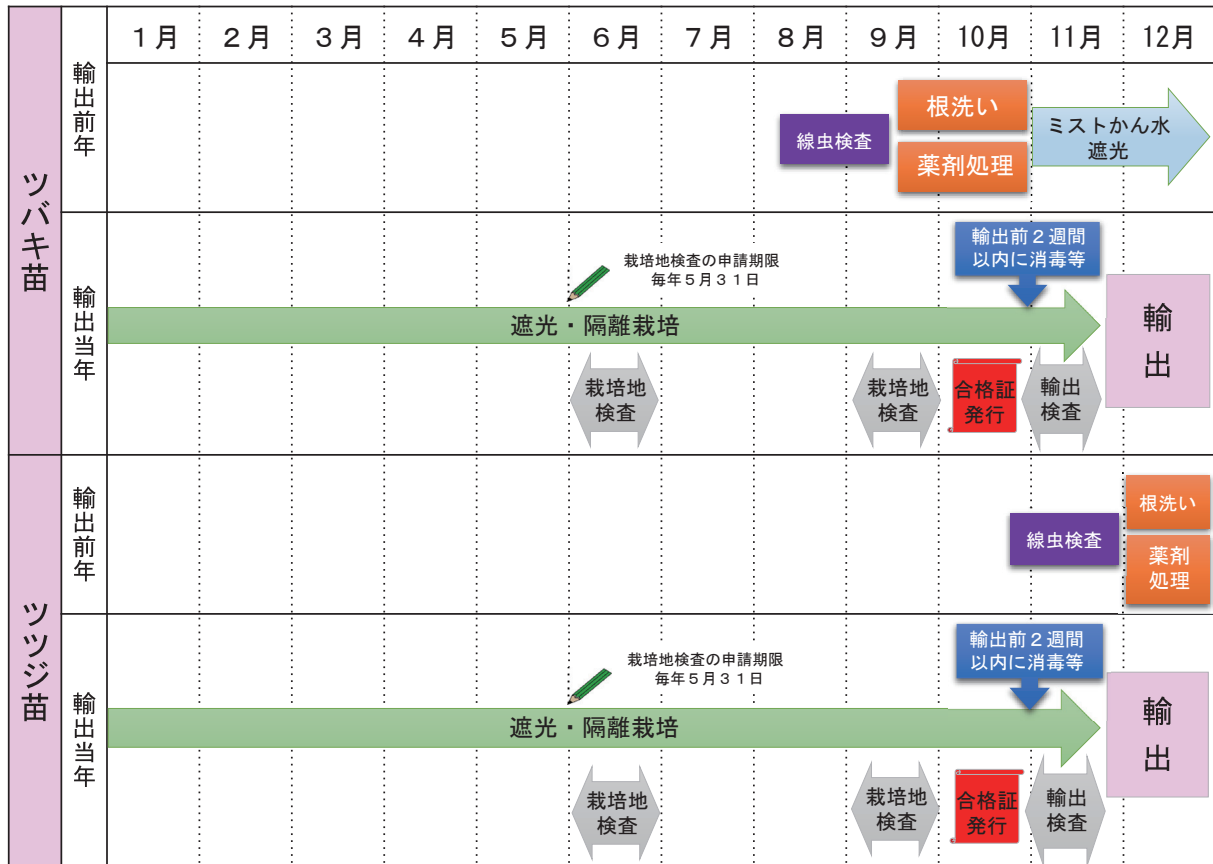 １月 ２月 ３月 ４月 ５月 ６月 ７月 ８月 ９月 10月 11月 12月
ツバキ苗
輸出前年
線虫検査
根洗い
薬剤処理
ミストかん水
遮光
輸出当年
栽培地検査の申請期限
毎年５月３１日
輸出前２週間
以内に消毒等
遮光・隔離栽培
輸出
栽培地
検査
栽培地
検査
合格証
発行
輸出
検査
ツツジ苗
輸出前年
線虫検査
根洗い
薬剤
処理
輸出当年
栽培地検査の申請期限
毎年５月３１日
輸出前２週間
以内に消毒等
遮光・隔離栽培
輸出
栽培地
検査
栽培地
検査
合格証
発行
輸出
検査